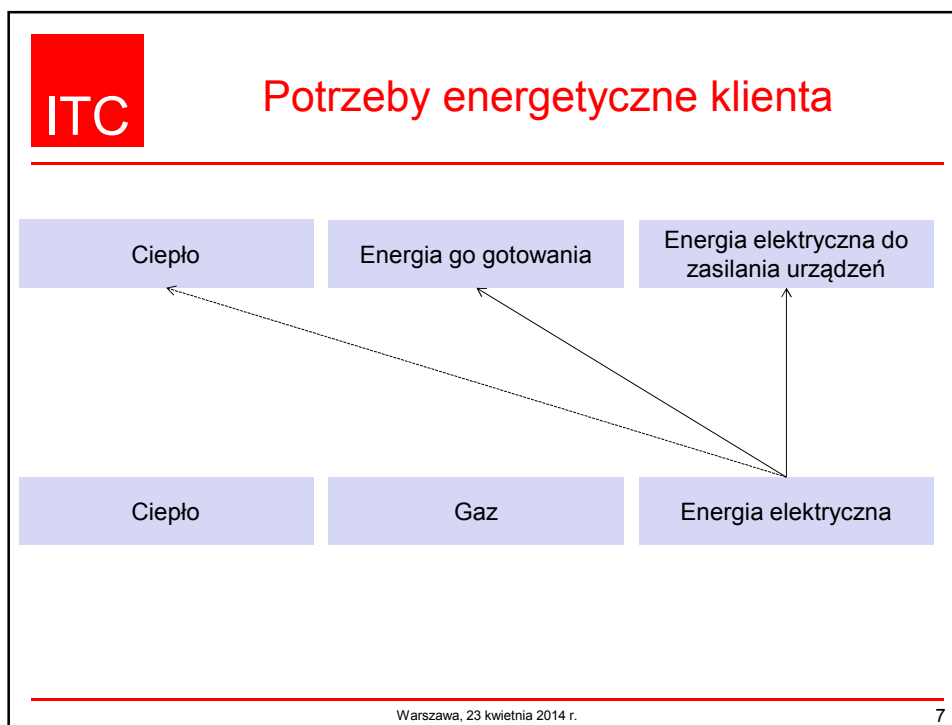 ITC
Potrzeby energetyczne klienta
Ciepło
Energia go gotowania
Energia elektryczna do
zasilania urządzeń
Ciepło
Gaz
Energia elektryczna
Warszawa, 23 kwietnia 2014 r.
7